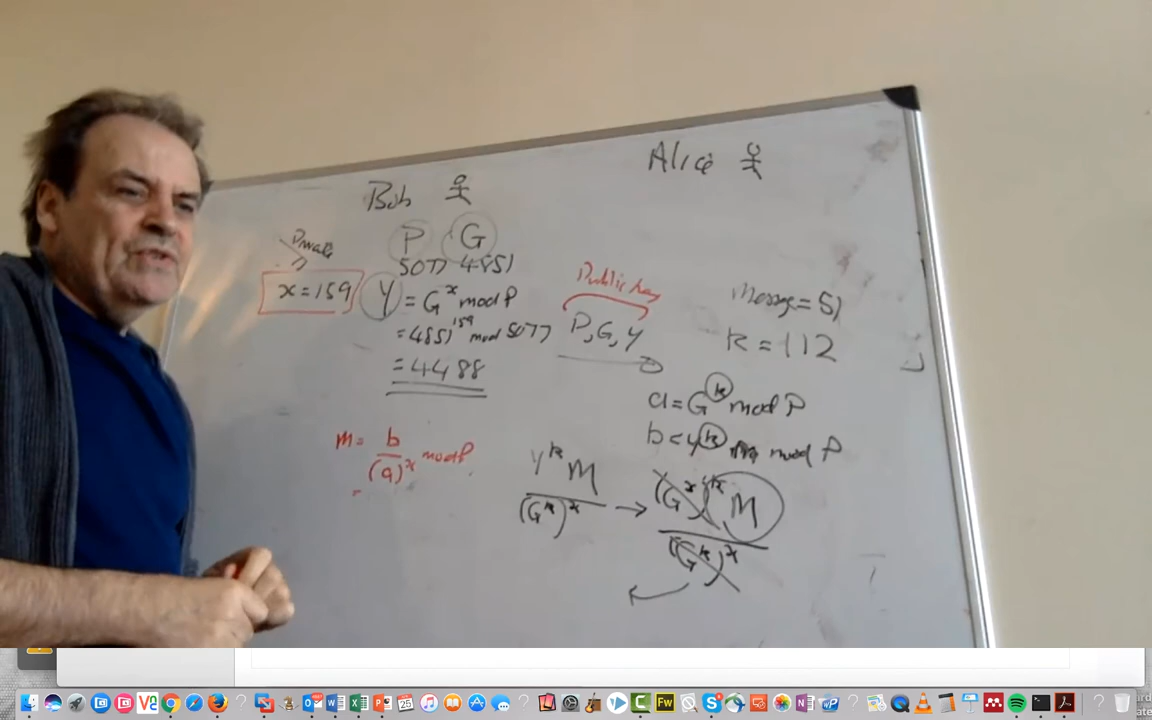 Bob
Alice
Private
x=159
P G
5077 4851
Y = G^x mod P
= 4851^159 mod 5077
= 4488
Public key
P, G, Y
Message = 51
k = 112
a = G^k mod P
b = y^k M mod P
M = b/(a)^x mod P
=
y^k M/(G^k)^x → (G^x)^k M/(G^k)^x